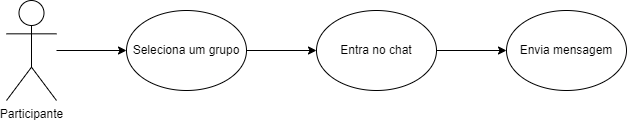 Seleciona um grupo
Entra no chat
Envia mensagem
Participante